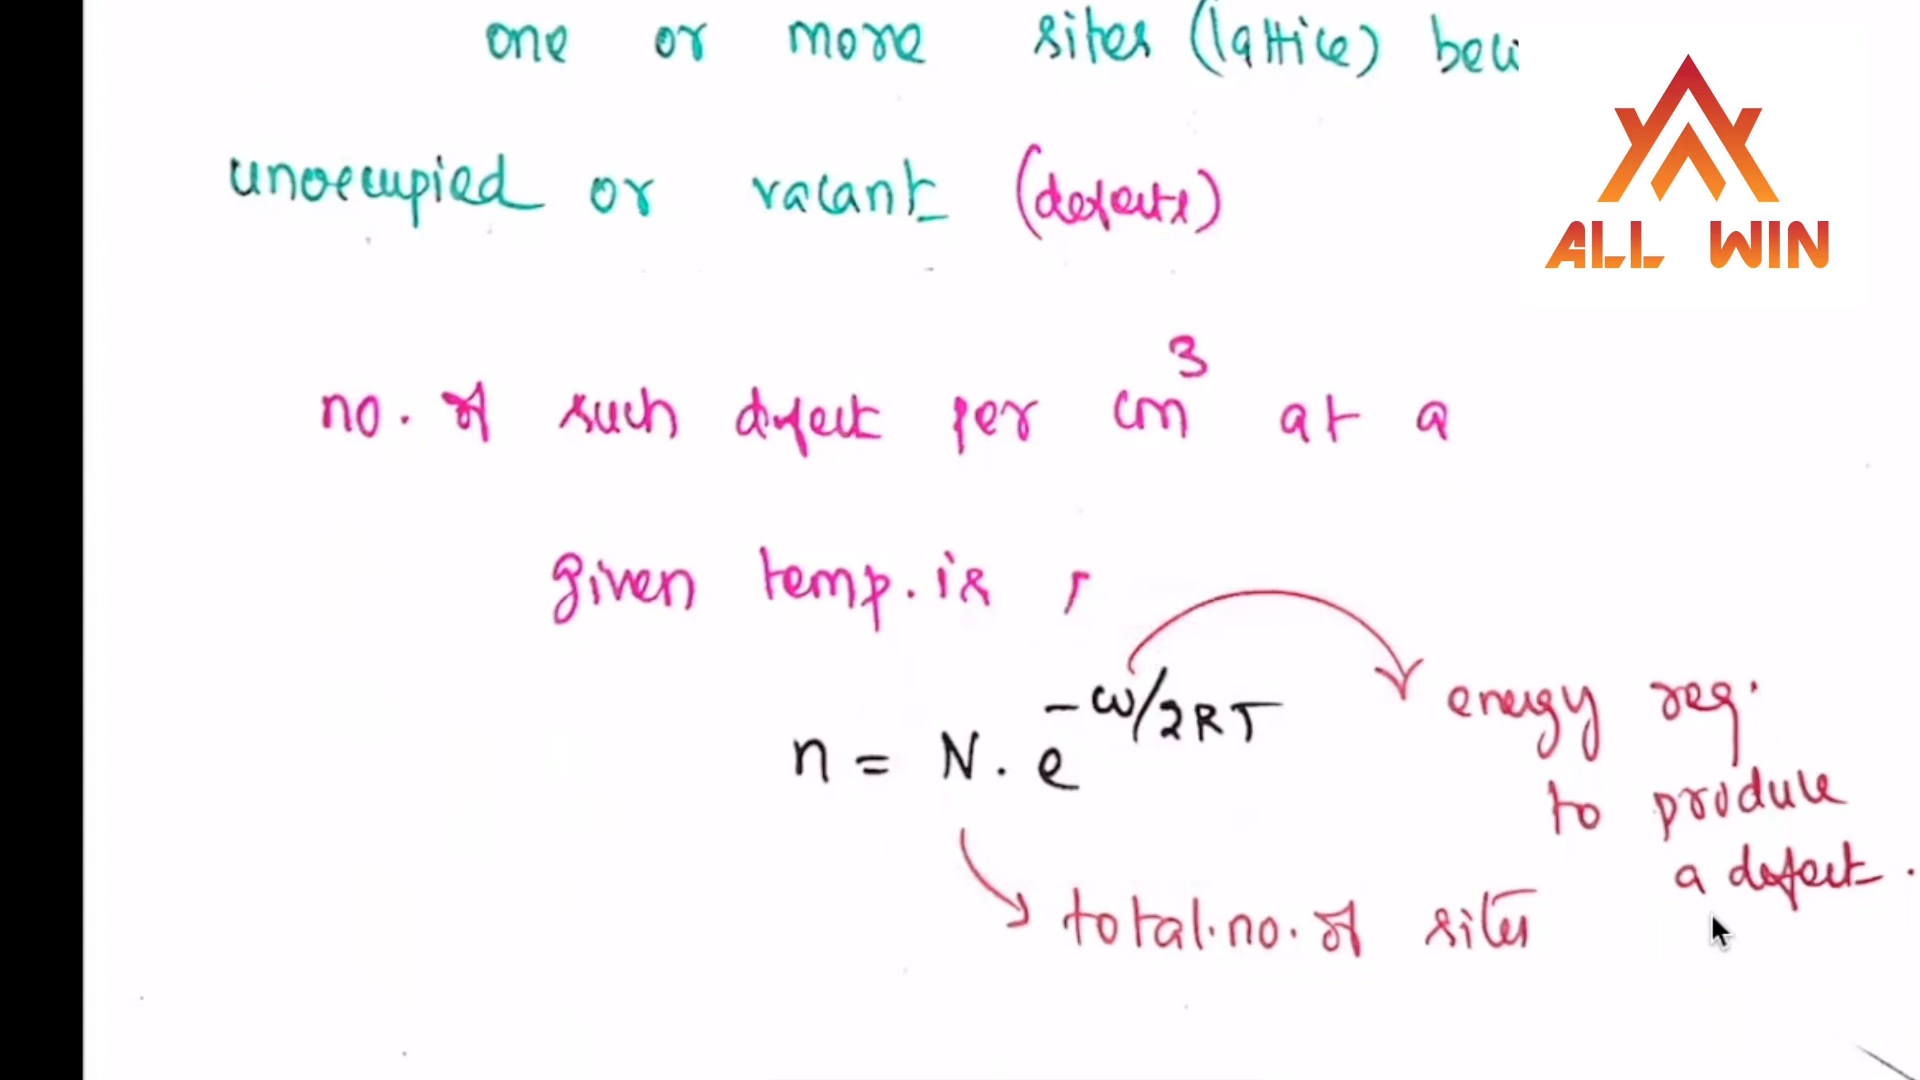 one or more sites (lattice) bei
unoccupied or vacant (defects)
ALL WIN
no. of such defect per cm³ at a
given temp. is,
n = N. e^-w/2RT
energy req.
to produce
a defect.
total. no. of sites